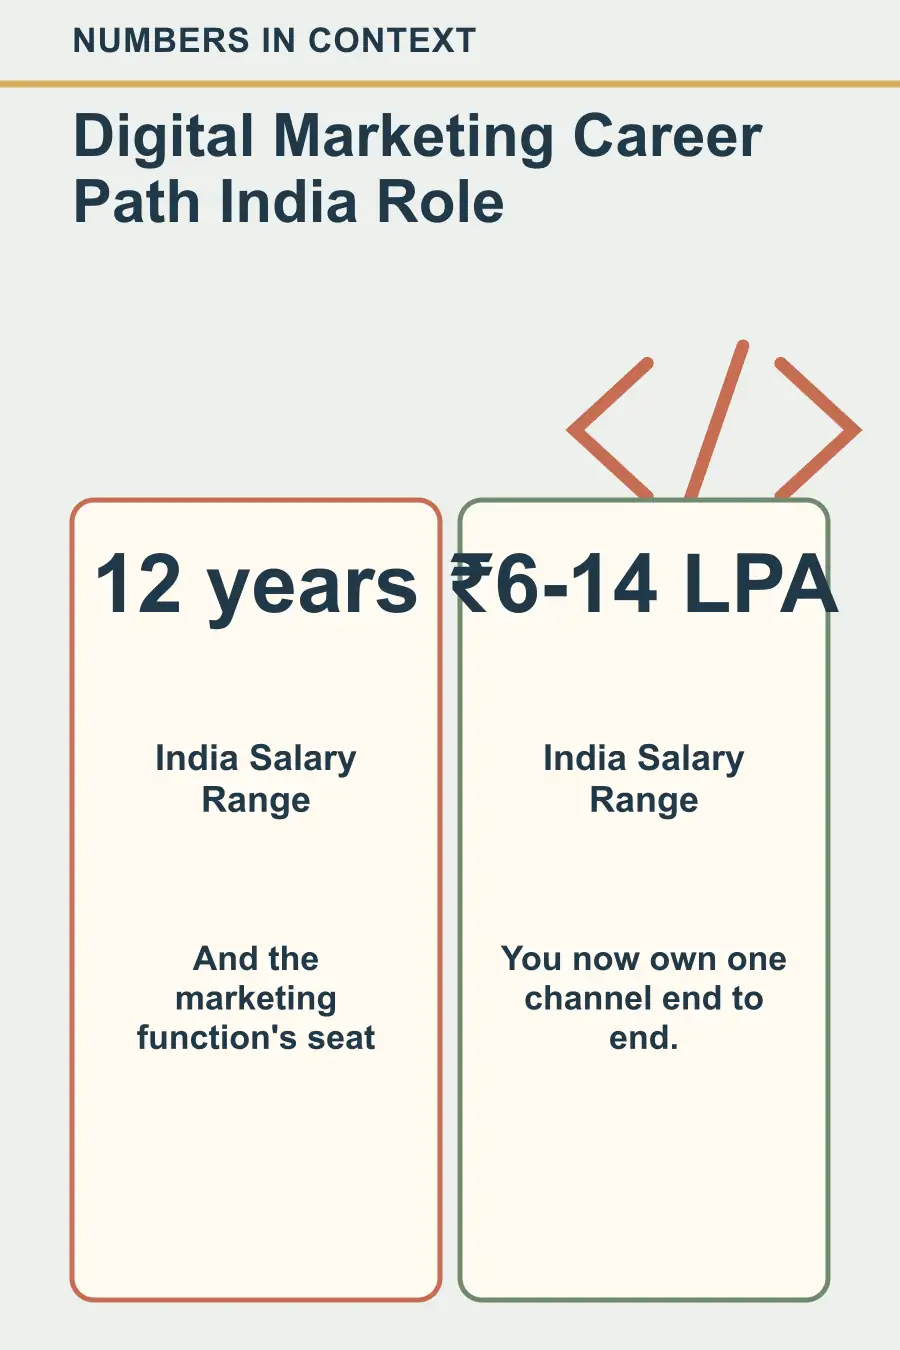 NUMBERS IN CONTEXT
Digital Marketing Career
Path India Role
12 years
India Salary
Range
And the
marketing
function's seat
₹6-14 LPA
India Salary
Range
You now own one
channel end to
end.